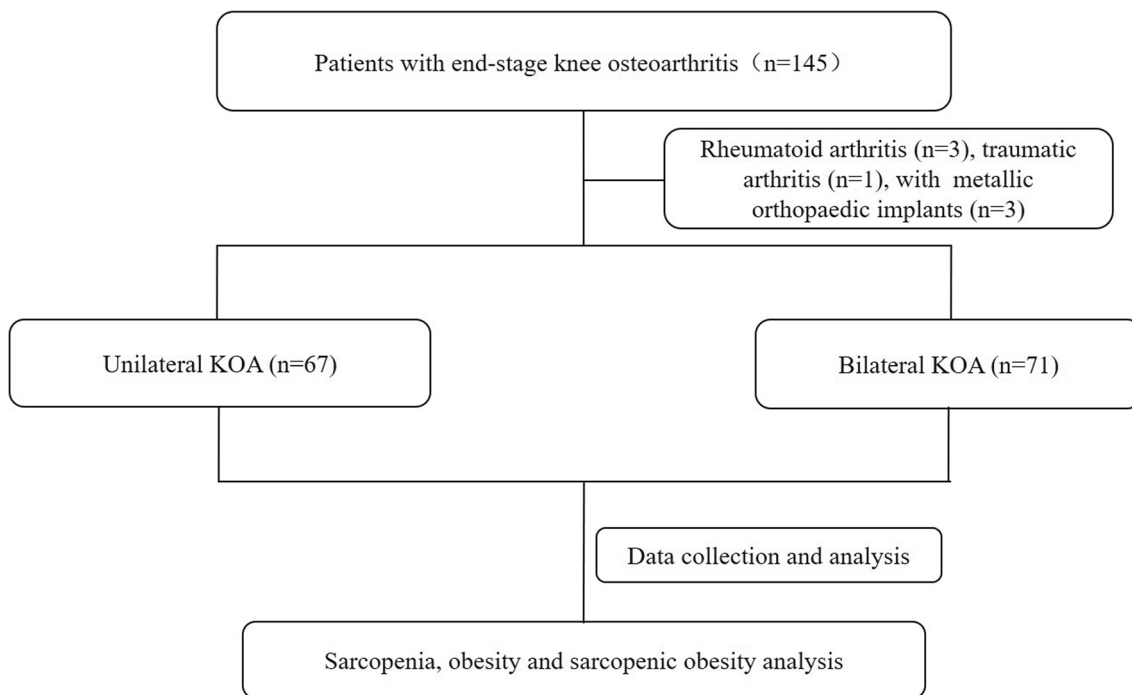 Patients with end-stage knee osteoarthritis（n=145）
Rheumatoid arthritis (n=3), traumatic
arthritis (n=1), with  metallic
orthopaedic implants (n=3)
Unilateral KOA (n=67)
Bilateral KOA (n=71)
Data collection and analysis
Sarcopenia, obesity and sarcopenic obesity analysis